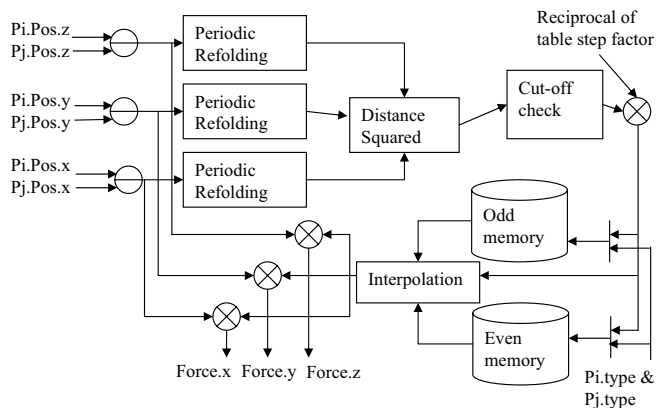 Reciprocal of
table step factor
Pi.Pos.z
Pj.Pos.z
Periodic
Refolding
Pi.Pos.y
Pj.Pos.y
Periodic
Refolding
Distance
Squared
Cut-off
check
Pi.Pos.x
Pj.Pos.x
Periodic
Refolding
Odd
memory
Interpolation
Even
memory
Force.x
Force.y
Force.z
Pi.type &
Pj.type